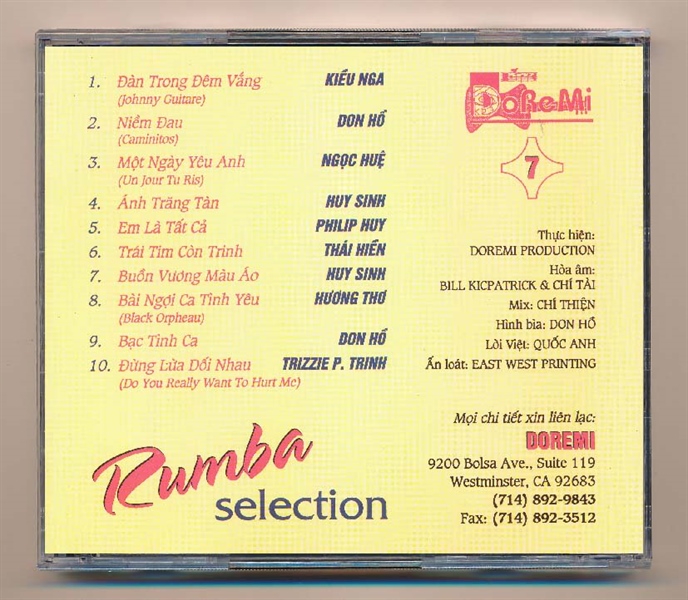 1. Đàn Trong Đêm Vắng KIỀU NGA
(Johnny Guitare)
2. Niềm Đau DON HỒ
(Caminitos)
3. Một Ngày Yêu Anh NGỌC HUỆ
(Un Jour Tu Ris)
4. Ánh Trăng Tàn HUY SINH
5. Em Là Tất Cả PHILIP HUY
6. Trái Tim Còn Trinh THÁI HIỀN
7. Buồn Vương Màu Áo HUY SINH
8. Bài Ngợi Ca Tình Yêu HƯƠNG THƠ
(Black Orpheau)
9. Bạc Tình Ca DON HỒ
10. Đừng Lừa Dối Nhau TRIZZIE P. TRINH
(Do You Really Want To Hurt Me)
Rumba
selection
DoReMi
7
Thực hiện:
DOREMI PRODUCTION
Hòa âm:
BILL KICPATRICK & CHÍ TÀI
Mix: CHÍ THIỆN
Hình bìa: DON HỒ
Lời Việt: QUỐC ANH
Ấn loát: EAST WEST PRINTING
Mọi chi tiết xin liên lạc:
DOREMI
9200 Bolsa Ave., Suite 119
Westminster, CA 92683
(714) 892-9843
Fax: (714) 892-3512